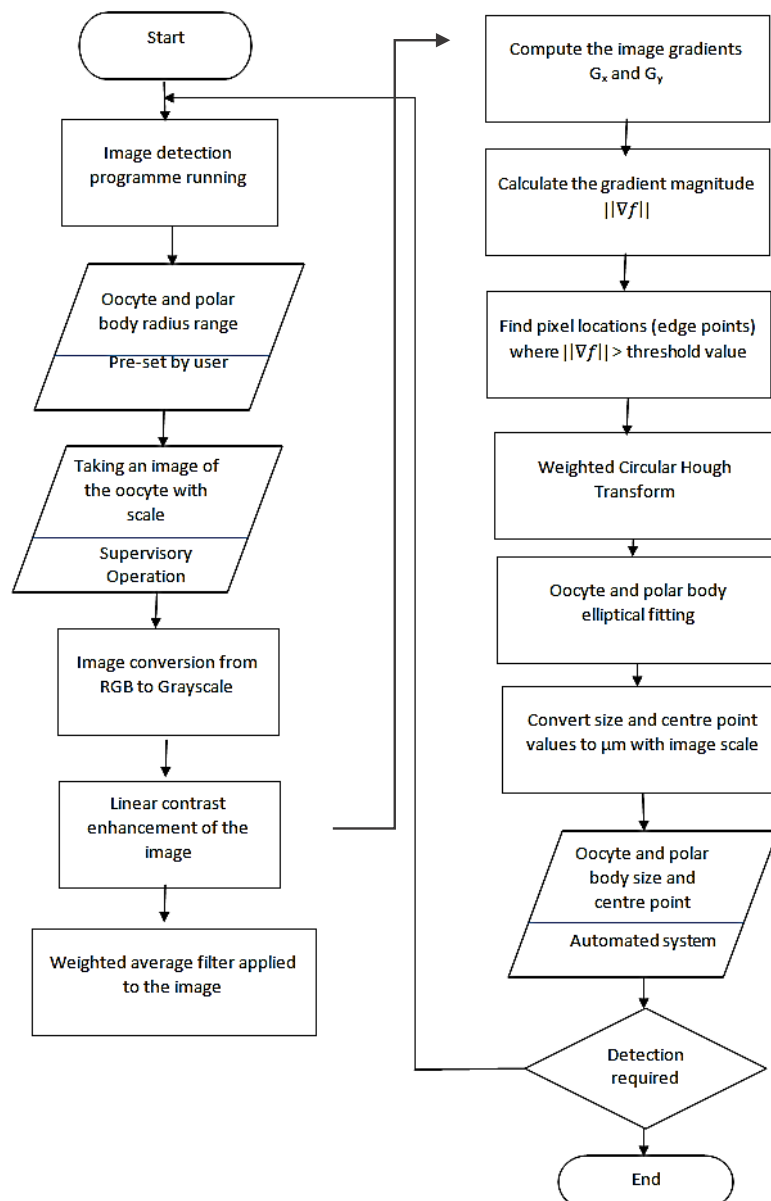 Start
Image detection
programme running
Oocyte and polar
body radius range
Pre-set by user
Taking an image of
the oocyte with
scale
Supervisory
Operation
Image conversion from
RGB to Grayscale
Linear contrast
enhancement of the
image
Weighted average filter applied
to the image
Compute the image gradients
Gₓ and Gᵧ
Calculate the gradient magnitude
||∇f||
Find pixel locations (edge points)
where ||∇f|| > threshold value
Weighted Circular Hough
Transform
Oocyte and polar body
elliptical fitting
Convert size and centre point
values to μm with image scale
Oocyte and polar
body size and
centre point
Automated system
Detection
required
End